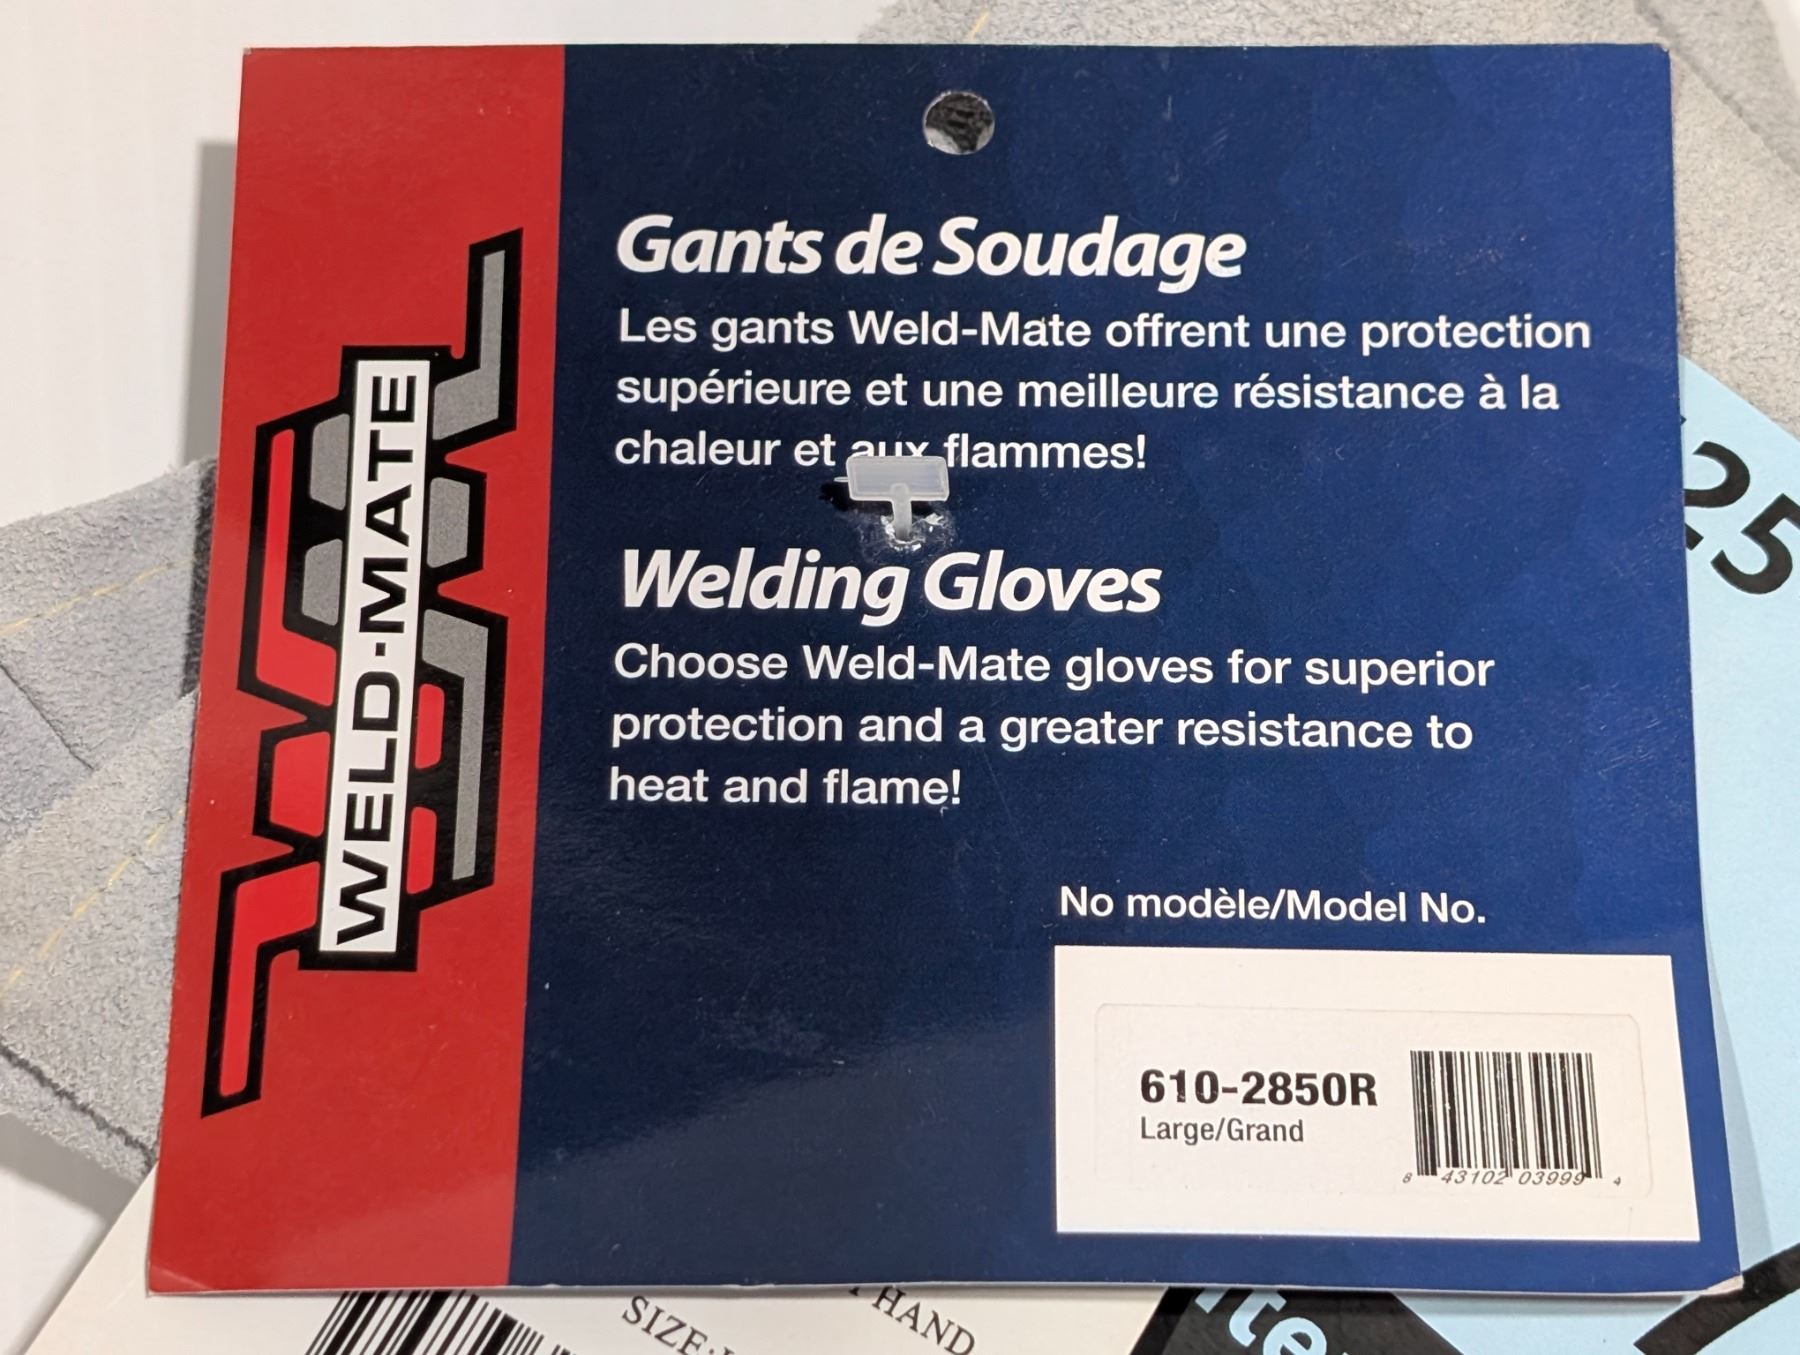 WELD·MATE
Gants de Soudage
Les gants Weld-Mate offrent une protection
supérieure et une meilleure résistance à la
chaleur et aux flammes!
Welding Gloves
Choose Weld-Mate gloves for superior
protection and a greater resistance to
heat and flame!
No modèle/Model No.
610-2850R
Large/Grand
8 43102 03999 4
25
HAND
SIZE: